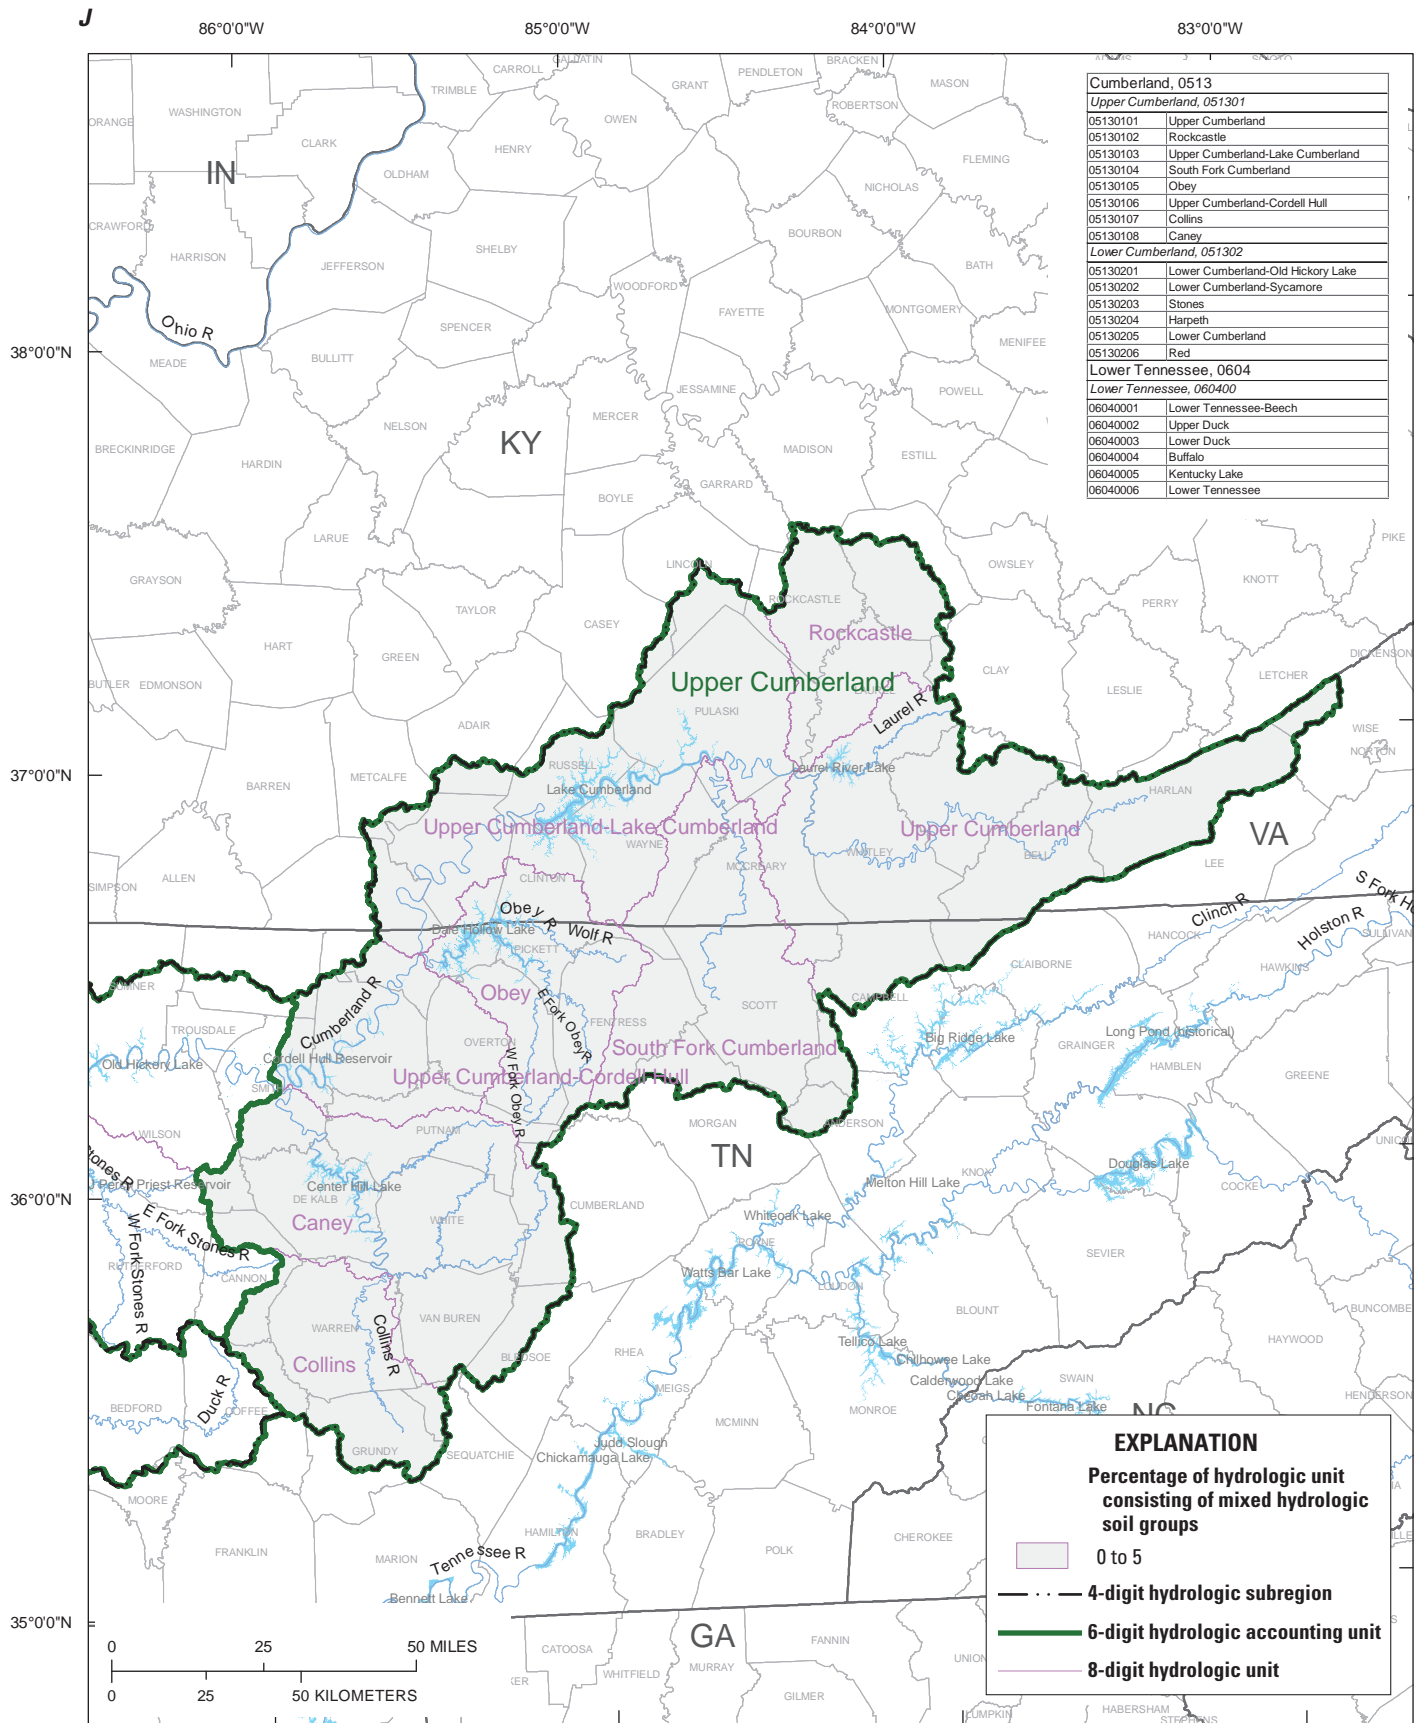 J
86°0'0"W 85°0'0"W 84°0'0"W 83°0'0"W
38°0'0"N
37°0'0"N
36°0'0"N
35°0'0"N
Cumberland, 0513
Upper Cumberland, 051301
05130101 Upper Cumberland
05130102 Rockcastle
05130103 Upper Cumberland-Lake Cumberland
05130104 South Fork Cumberland
05130105 Obey
05130106 Upper Cumberland-Cordell Hull
05130107 Collins
05130108 Caney
Lower Cumberland, 051302
05130201 Lower Cumberland-Old Hickory Lake
05130202 Lower Cumberland-Sycamore
05130203 Stones
05130204 Harpeth
05130205 Lower Cumberland
05130206 Red
Lower Tennessee, 0604
Lower Tennessee, 060400
06040001 Lower Tennessee-Beech
06040002 Upper Duck
06040003 Lower Duck
06040004 Buffalo
06040005 Kentucky Lake
06040006 Lower Tennessee
CARROLL
GRANT
PENDLETON
BRACKEN
MASON
TRIMBLE
WASHINGTON
ORANGE
CLARK
OWEN
ROBERTSON
HENRY
FLEMING
OLDHAM
NICHOLAS
IN
CRAWFORD
HARRISON
JEFFERSON
SHELBY
BOURBON
BATH
WOODFORD
FAYETTE
MONTGOMERY
Ohio R
SPENCER
MENIFEE
MEADE
BULLITT
JESSAMINE
POWELL
NELSON
MERCER
KY
BRECKINRIDGE
HARDIN
MADISON
ESTILL
GARRARD
BOYLE
LARUE
LINCOLN
OWSLEY
PIKE
GRAYSON
KNOTT
ROCKCASTLE
PERRY
TAYLOR
CASEY
Rockcastle
HART
GREEN
CLAY
DICKENSON
LETCHER
BUTLER
EDMONSON
Upper Cumberland
LAUREL
LESLIE
ADAIR
PULASKI
Laurel R
WISE
NORTON
RUSSELL
Laurel River Lake
METCALFE
BARREN
Lake Cumberland
HARLAN
Upper Cumberland-Lake Cumberland
Upper Cumberland
VA
WAYNE
WHITLEY
BELL
LEE
MCCREARY
ALLEN
SIMPSON
CLINTON
Obey R
Dale Hollow Lake
Wolf R
Clinch R
Holston R
HANCOCK
SULLIVAN
PICKETT
CLAIBORNE
HAWKINS
SUMNER
Obey
E Fork Obey R
CAMPBELL
SCOTT
Cumberland R
TROUSDALE
FENTRESS
Big Ridge Lake
Long Pond (historical)
OVERTON
South Fork Cumberland
GRAINGER
Old Hickory Lake
Cordell Hull Reservoir
HAMBLEN
GREENE
Upper Cumberland-Cordell Hull
W Fork Obey R
WILSON
PUTNAM
MORGAN
ANDERSON
TN
Douglas Lake
KNOX
Center Hill Lake
DE KALB
Melton Hill Lake
COCKE
CUMBERLAND
Caney
WHITE
Whiteoak Lake
E Fork Stones R
W Fork Stones R
ROANE
SEVIER
RUTHERFORD
CANNON
Watts Bar Lake
LOUDON
BLOUNT
BUNCOMBE
WARREN
VAN BUREN
Collins R
Tellico Lake
HAYWOOD
Collins
BLEDSOE
RHEA
Chilhowee Lake
Calderwood Lake
SWAIN
MEIGS
Cheoah Lake
Fontana Lake
HENDERSON
Duck R
BEDFORD
COFFEE
MONROE
MCMINN
GRUNDY
SEQUATCHIE
Judd Slough
Chickamauga Lake
MOORE
HAMILTON
BRADLEY
POLK
CHEROKEE
FRANKLIN
MARION
Tennessee R
Bennett Lake
GA
CATOOSA
WHITFIELD
MURRAY
FANNIN
UNION
GILMER
LUMPKIN
HABERSHAM
EXPLANATION
Percentage of hydrologic unit
consisting of mixed hydrologic
soil groups
0 to 5
4-digit hydrologic subregion
6-digit hydrologic accounting unit
8-digit hydrologic unit
0 25 50 MILES
0 25 50 KILOMETERS